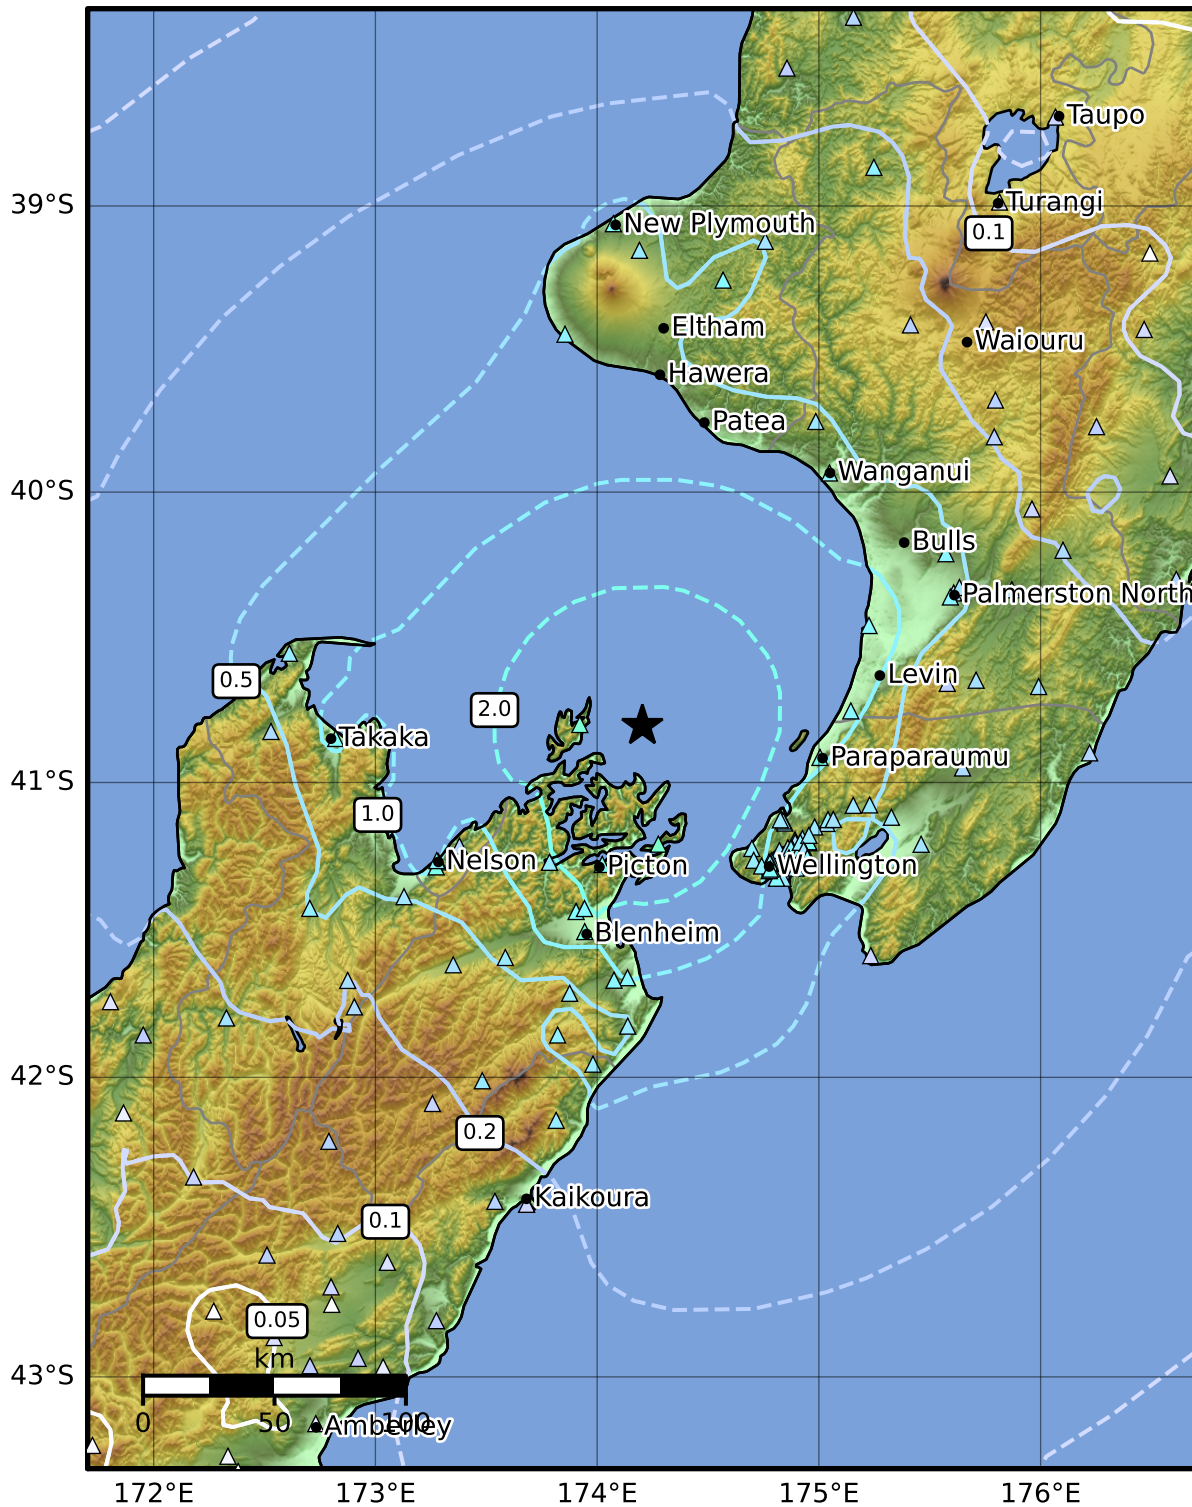 Taupo
39°S
Turangi
New Plymouth
0.1
Eltham
Waiouru
Hawera
Patea
Wanganui
40°S
Bulls
Palmerston North
Levin
0.5
2.0
Takaka
Paraparaumu
41°S
1.0
Nelson
Picton
Wellington
Blenheim
42°S
0.2
Kaikoura
0.1
0.05
km
43°S
0 50 100
Amberley
172°E 173°E 174°E 175°E 176°E